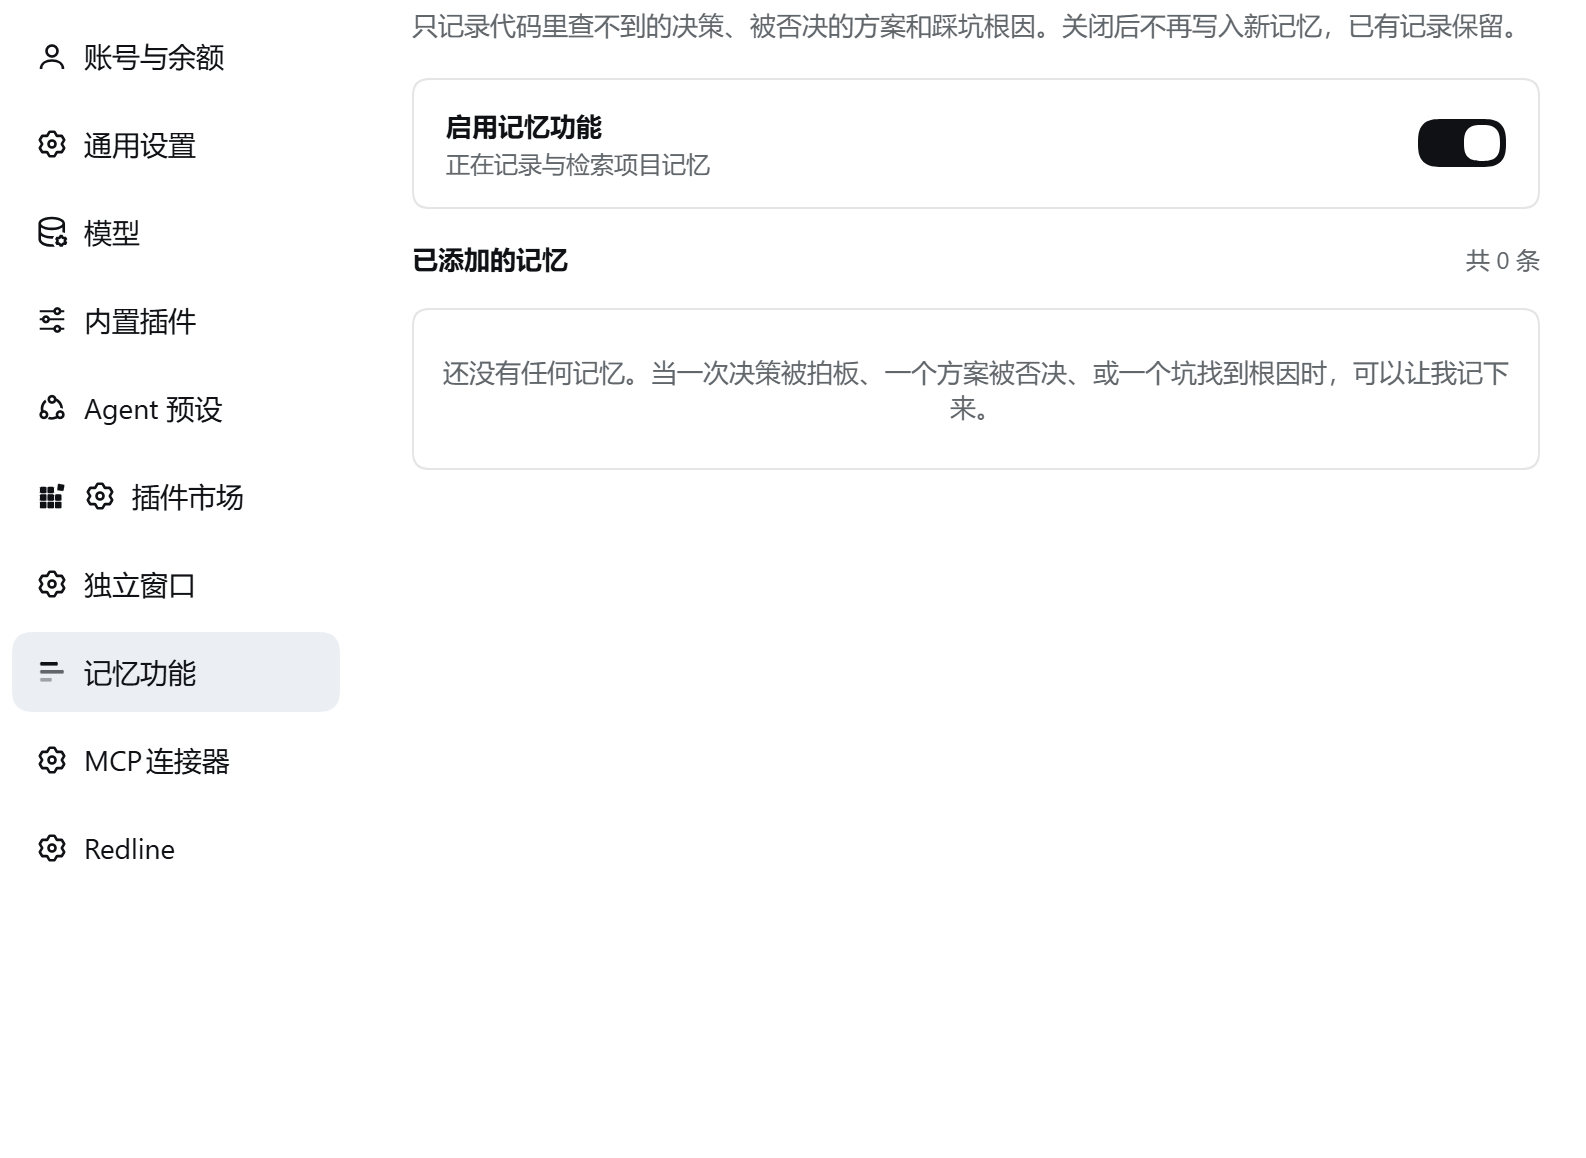 账号与余额
通用设置
模型
内置插件
Agent 预设
插件市场
独立窗口
记忆功能
MCP连接器
Redline
只记录代码里查不到的决策、被否决的方案和踩坑根因。关闭后不再写入新记忆，已有记录保留。
启用记忆功能
正在记录与检索项目记忆
已添加的记忆
共 0 条
还没有任何记忆。当一次决策被拍板、一个方案被否决、或一个坑找到根因时，可以让我记下
来。